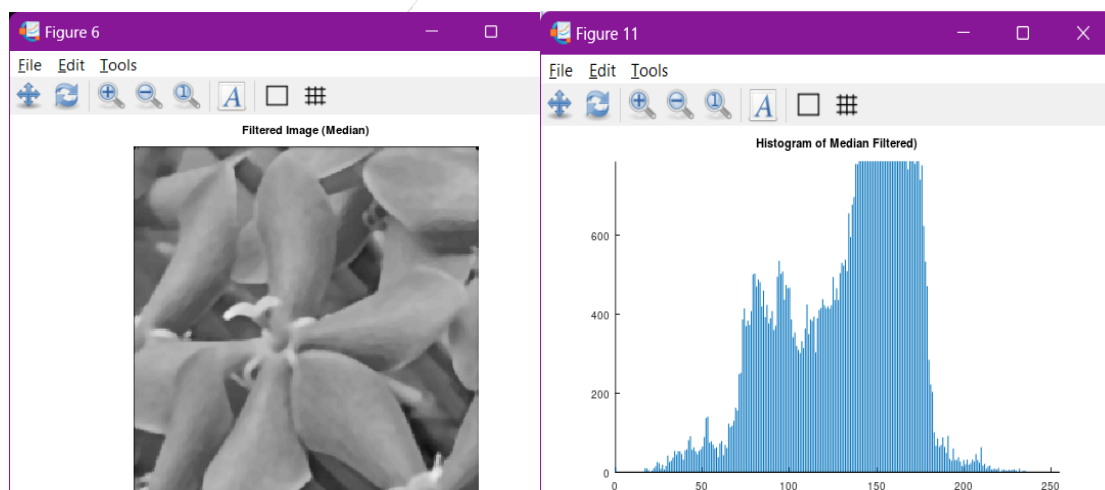 Figure 6
File Edit Tools
A
Filtered Image (Median)
Figure 11
File Edit Tools
A
Histogram of Median Filtered)
600
400
200
0
0 50 100 150 200 250